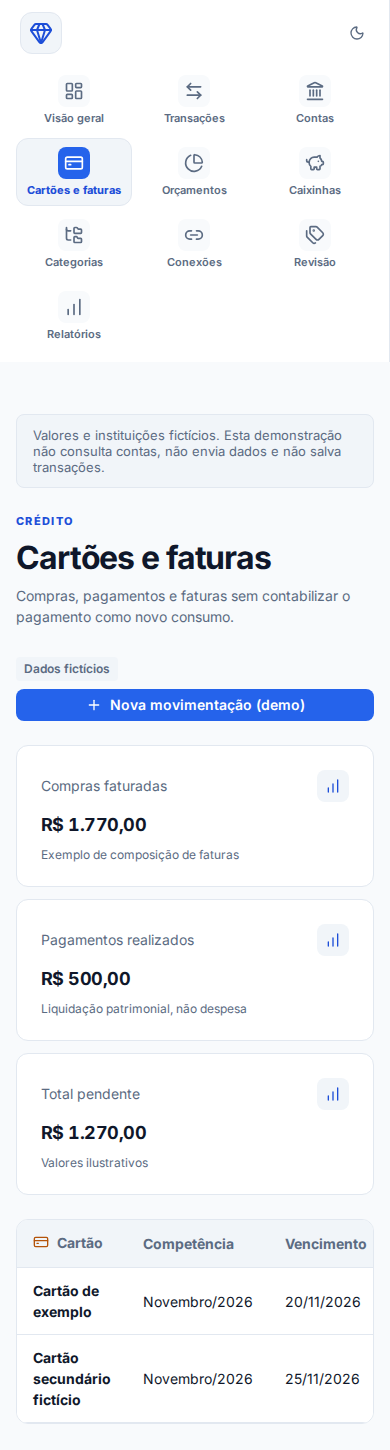 Visão geral
Transações
Contas
Cartões e faturas
Orçamentos
Caixinhas
Categorias
Conexões
Revisão
Relatórios
Valores e instituições fictícios. Esta demonstração
não consulta contas, não envia dados e não salva
transações.
CRÉDITO
Cartões e faturas
Compras, pagamentos e faturas sem contabilizar o
pagamento como novo consumo.
Dados fictícios
Nova movimentação (demo)
Compras faturadas
R$ 1.770,00
Exemplo de composição de faturas
Pagamentos realizados
R$ 500,00
Liquidação patrimonial, não despesa
Total pendente
R$ 1.270,00
Valores ilustrativos
Cartão Competência Vencimento
Cartão de
exemplo
Novembro/2026 20/11/2026
Cartão
secundário
fictício
Novembro/2026 25/11/2026